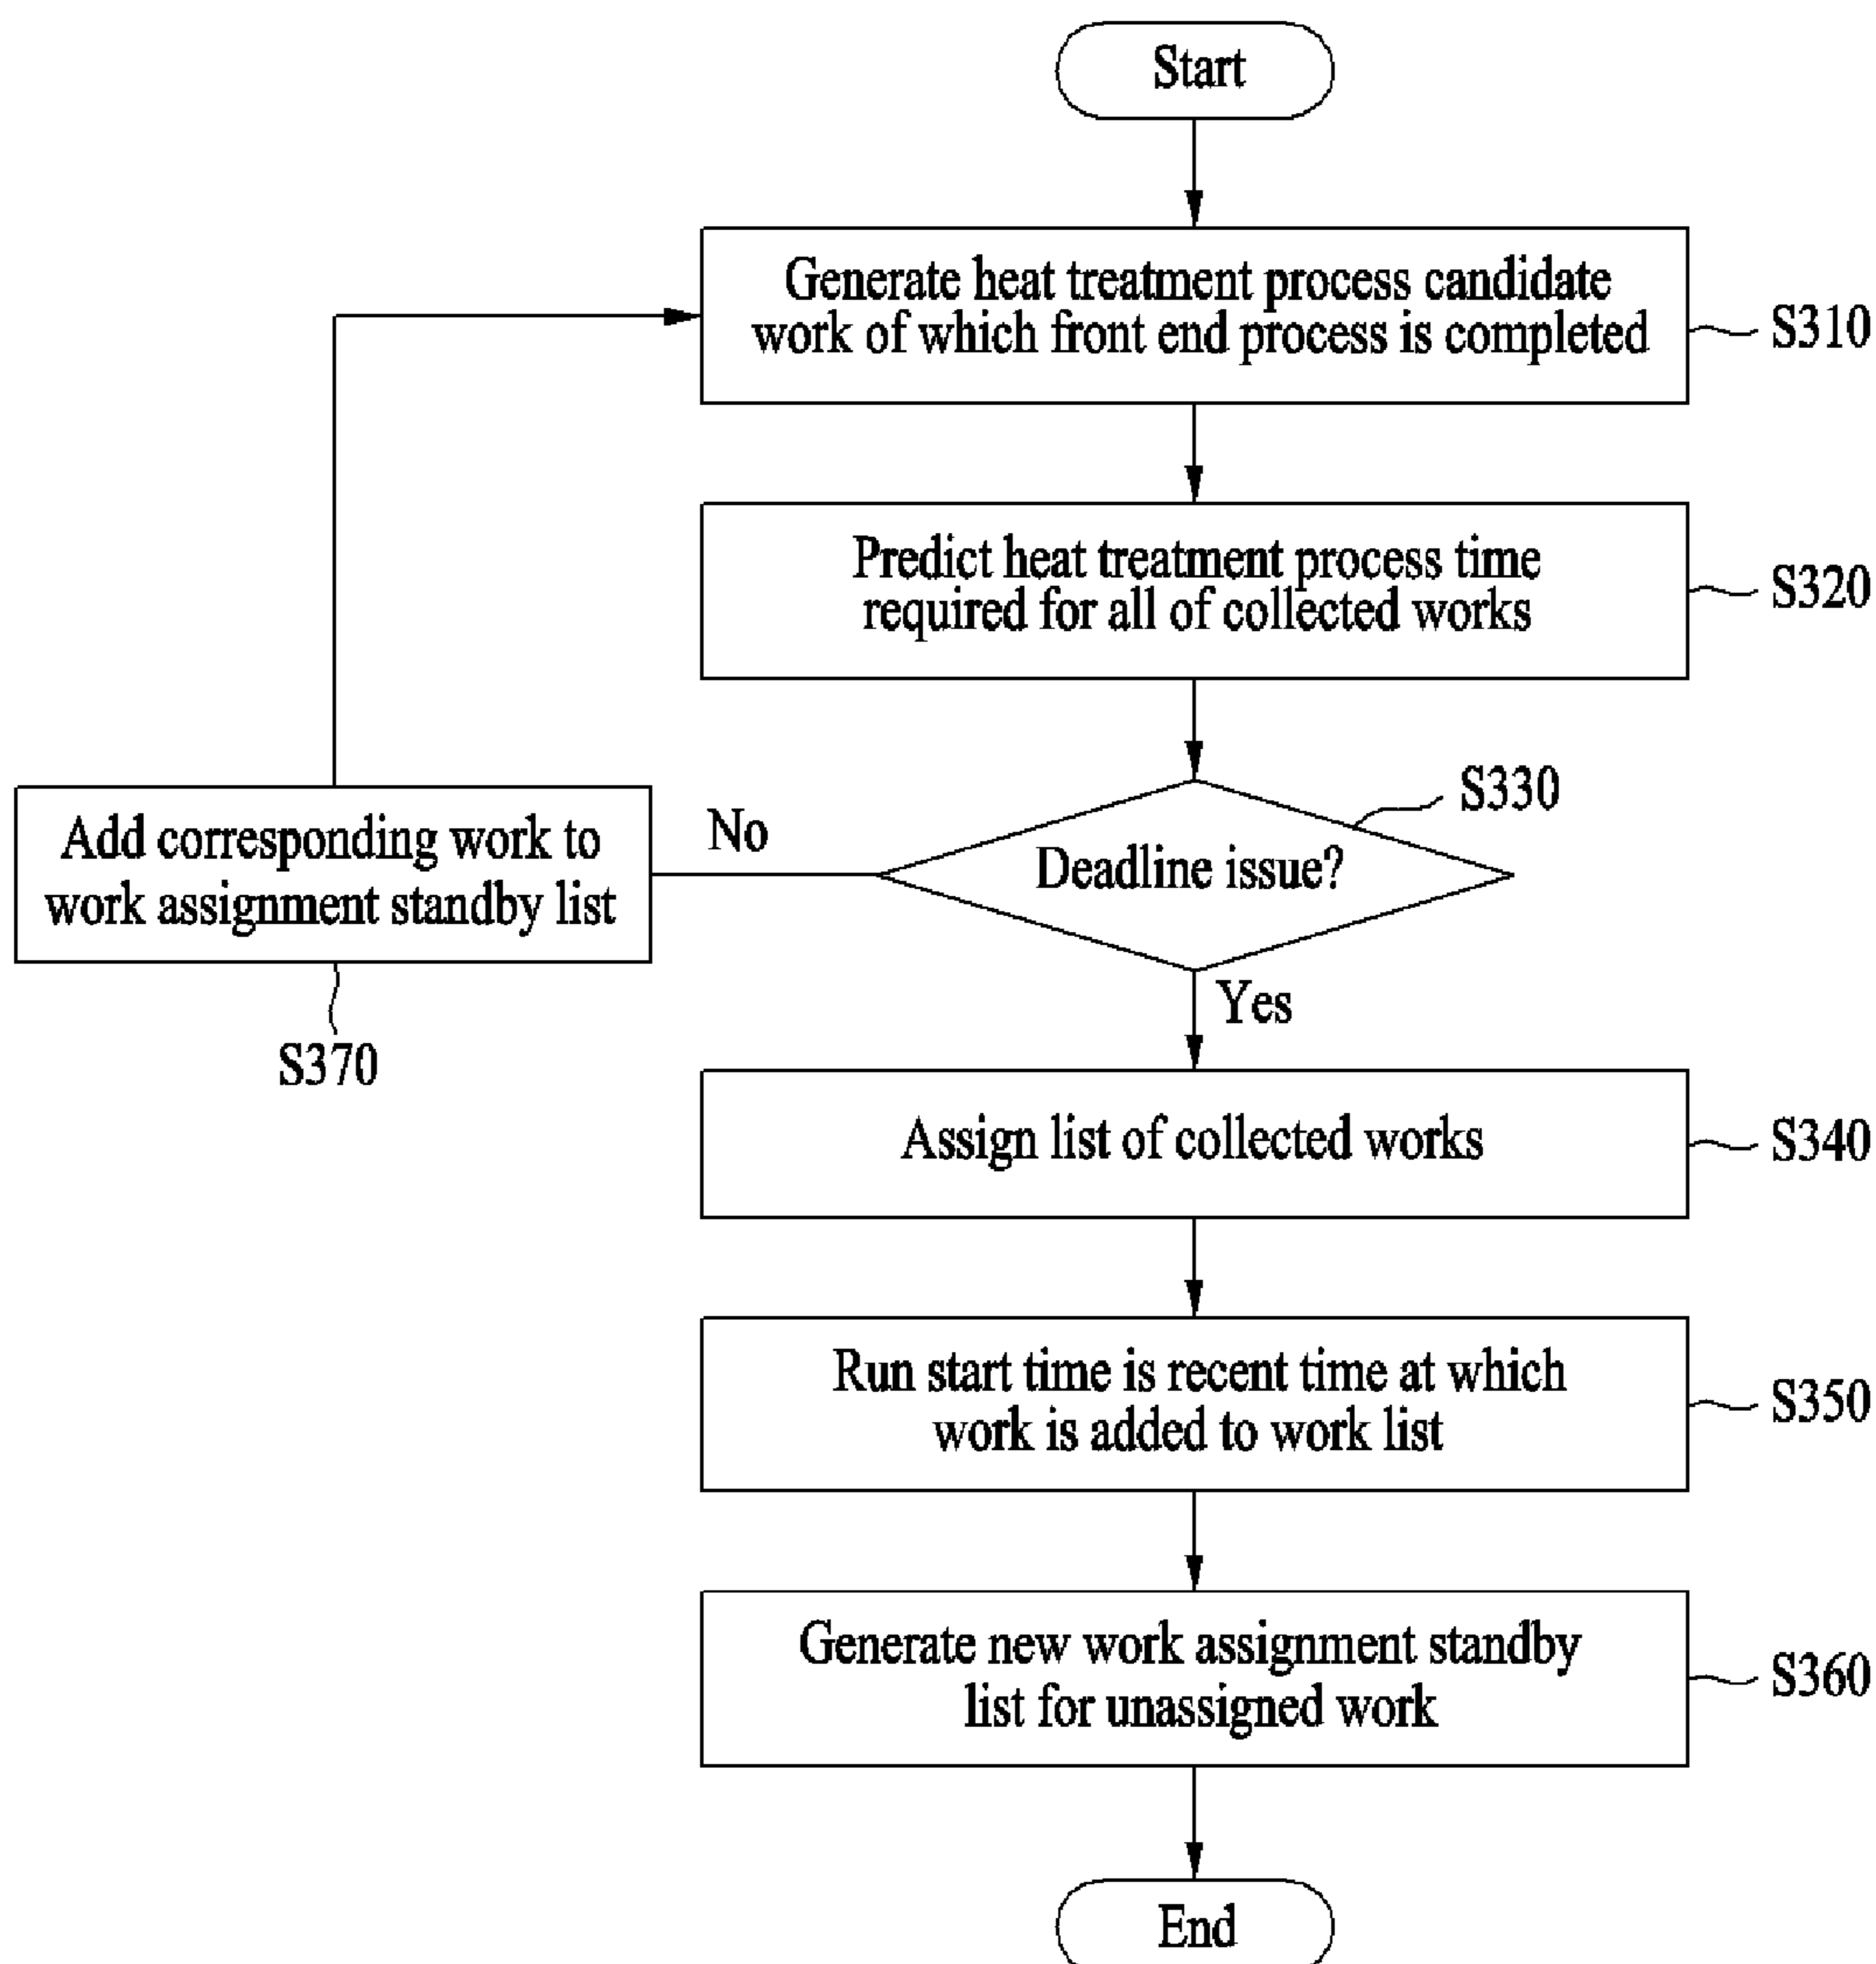 Start
Generate heat treatment process candidate
work of which front end process is completed
S310
Predict heat treatment process time
required for all of collected works
S320
S330
Deadline issue?
No
Add corresponding work to
work assignment standby list
S370
Yes
Assign list of collected works
S340
Run start time is recent time at which
work is added to work list
S350
Generate new work assignment standby
list for unassigned work
S360
End